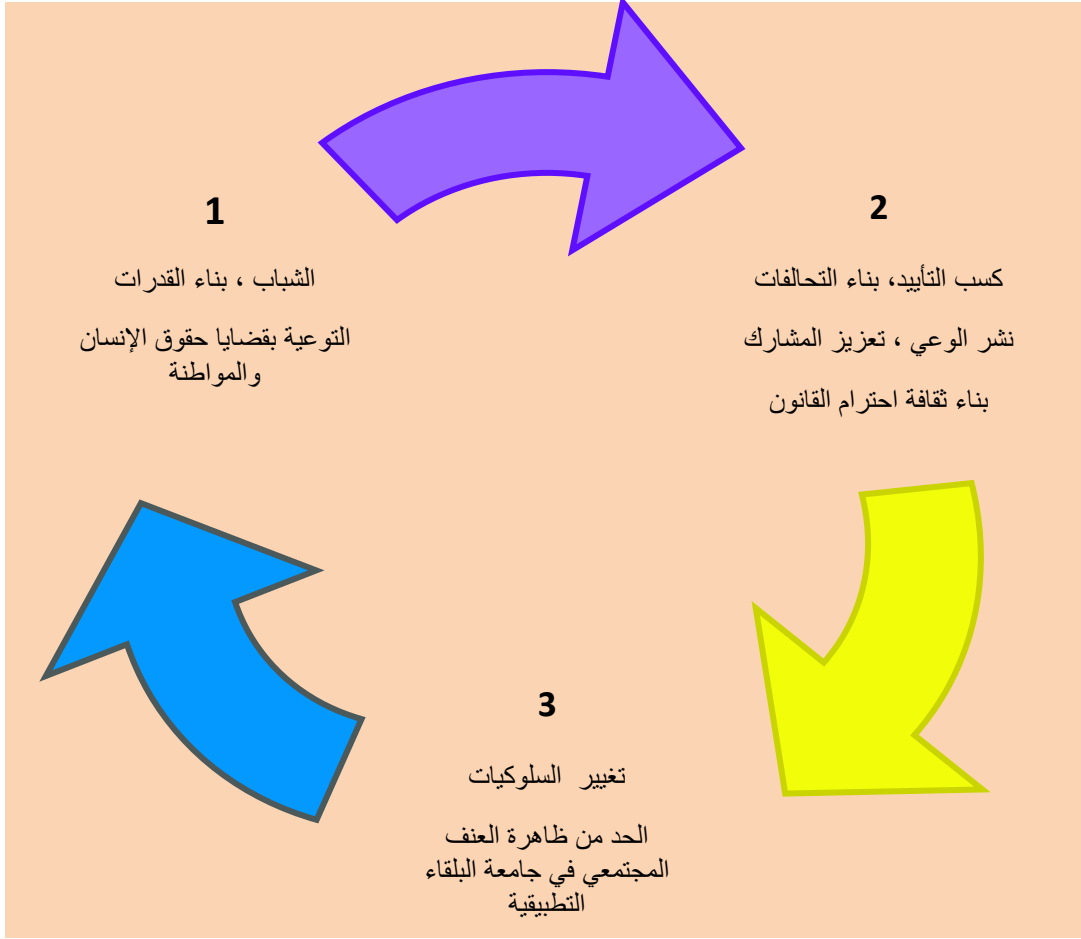 1
الشباب ، بناء القدرات
التوعية بقضايا حقوق الإنسان
والمواطنة
2
كسب التأييد، بناء التحالفات
نشر الوعي ، تعزيز المشارك
بناء ثقافة احترام القانون
3
تغيير السلوكيات
الحد من ظاهرة العنف
المجتمعي في جامعة البلقاء
التطبيقية